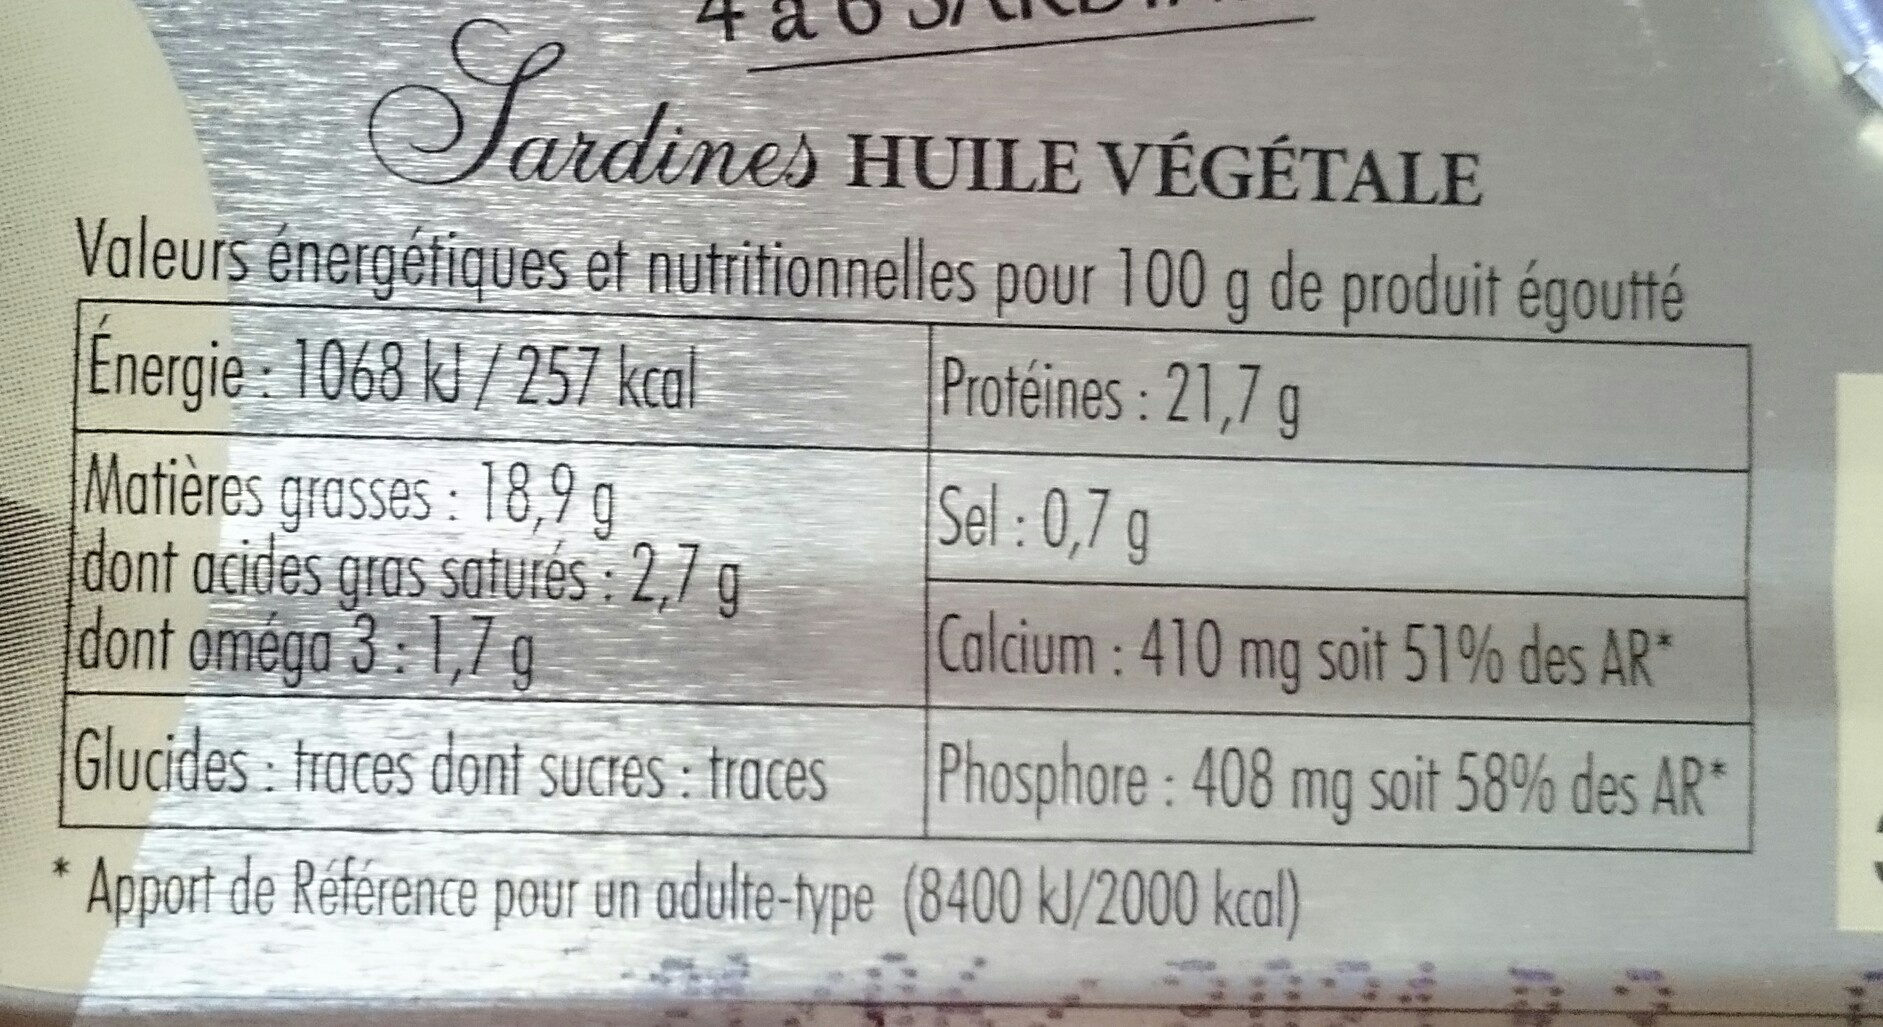 4 à 6
Sardines HUILE VÉGÉTALE
Valeurs énergétiques et nutritionnelles pour 100 g de produit égoutté
Énergie : 1068 kJ / 257 kcal
Protéines : 21,7 g
Matières grasses : 18,9 g
dont acides gras saturés : 2,7 g
dont oméga 3 : 1,7 g
Sel : 0,7 g
Calcium : 410 mg soit 51% des AR*
Glucides : traces dont sucres : traces
Phosphore : 408 mg soit 58% des AR*
* Apport de Référence pour un adulte-type (8400 kJ/2000 kcal)